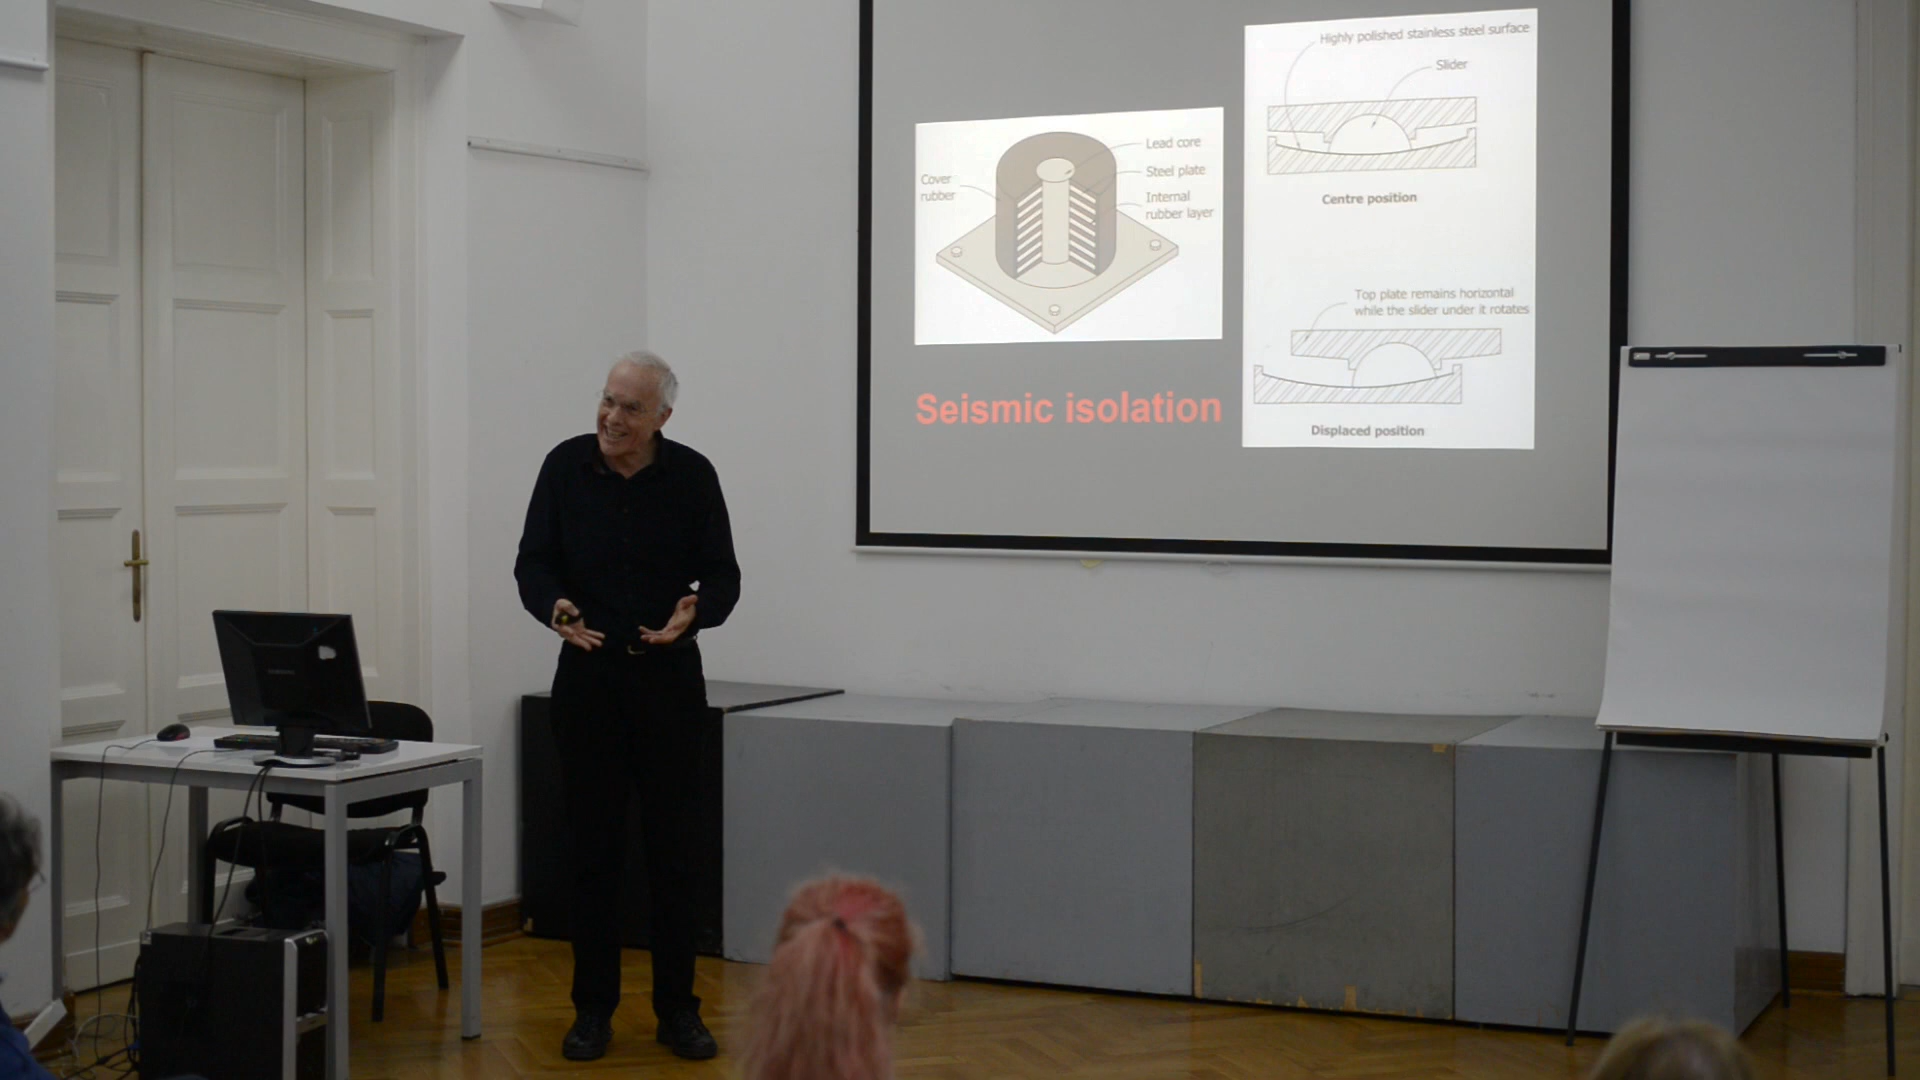 Cover
rubber
Lead core
Steel plate
Internal
rubber layer
Seismic isolation
Highly polished stainless steel surface
Slider
Centre position
Top plate remains horizontal
while the slider under it rotates
Displaced position